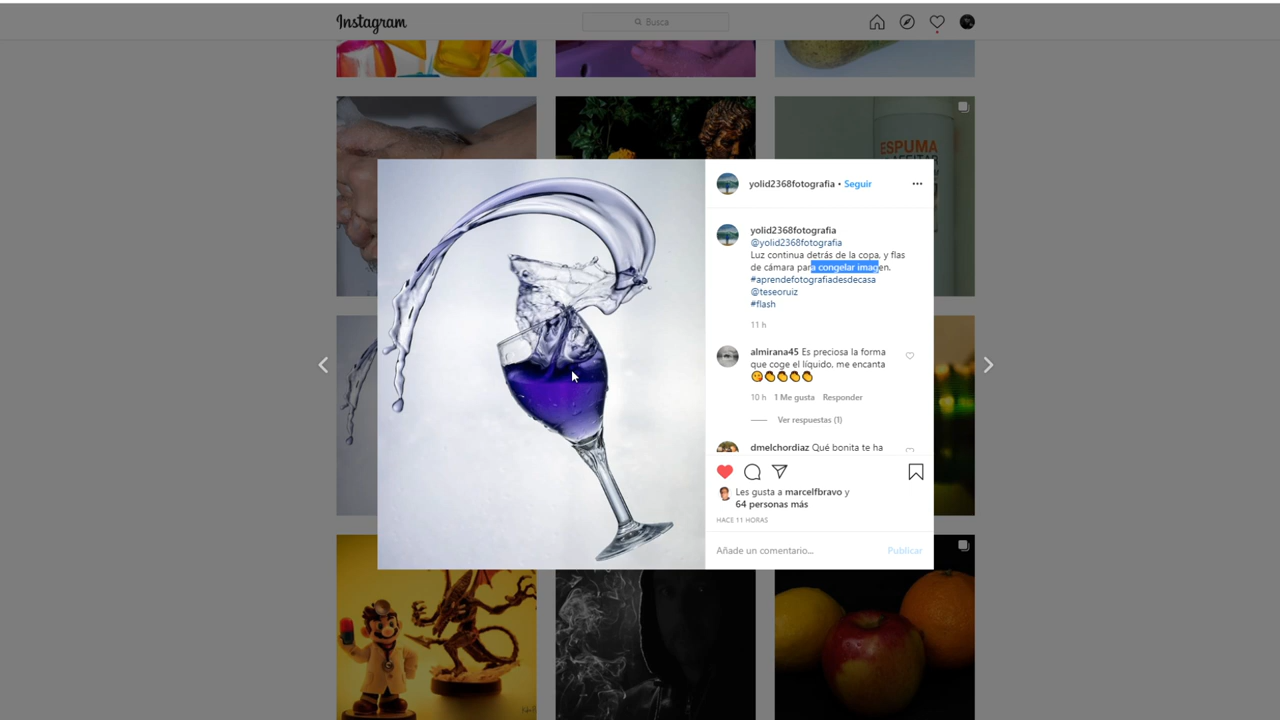 Instagram
Busca
ESPUMA
yolid2368fotografia • Seguir
yolid2368fotografia
@yolid2368fotografia
Luz continua detrás de la copa, y flas
de cámara para congelar imagen.
#aprendefotografiadesdecasa
@teseoruiz
#flash
11 h
almirana45 Es preciosa la forma
que coge el líquido, me encanta
10 h 1 Me gusta Responder
Ver respuestas (1)
dmelchordiaz Qué bonita te ha
Les gusta a marcelfbravo y
64 personas más
HACE 11 HORAS
Añade un comentario... Publicar